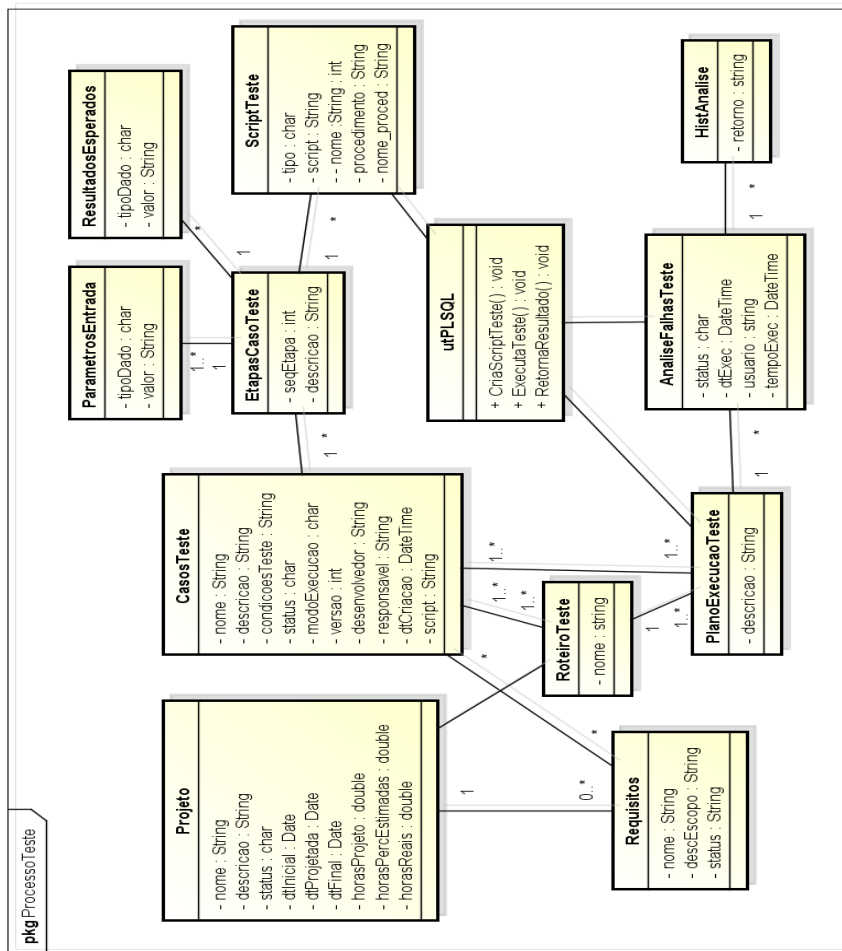 pkg ProcessoTeste
Projeto
- nome : String
- descricao : String
- status : char
- dtInicial : Date
- dtProjetada : Date
- dtFinal : Date
- horasProjeto : double
- horasPercEstimadas : double
- horasReais : double
1
0..*
Requisitos
- nome : String
- descEscopo : String
- status : String
*
*
CasosTeste
- nome : String
- descricao : String
- condicoesTeste : String
- status : char
- modoExecucao : char
- versao : int
- desenvolvedor : String
- responsavel : String
- dtCriacao : DateTime
- script : String
1..*
1..*
RoteiroTeste
- nome : string
1
1..*
1..*
1..*
PlanoExecucaoTeste
- descricao : String
1
*
ParametrosEntrada
- tipoDado : char
- valor : String
1..*
1
ResultadosEsperados
- tipoDado : char
- valor : String
*
1
EtapasCasoTeste
- seqEtapa : int
- descricao : String
1
*
ScriptTeste
- tipo : char
- script : String
- - nome :String : int
- procedimento : String
- nome_proced : String
utPLSQL
+ CriaScriptTeste() : void
+ ExecutaTeste() : void
+ RetornaResultado() : void
1
*
AnaliseFalhasTeste
- status : char
- dtExec : DateTime
- usuario : string
- tempoExec : DateTime
1
*
HistAnalise
- retorno : string